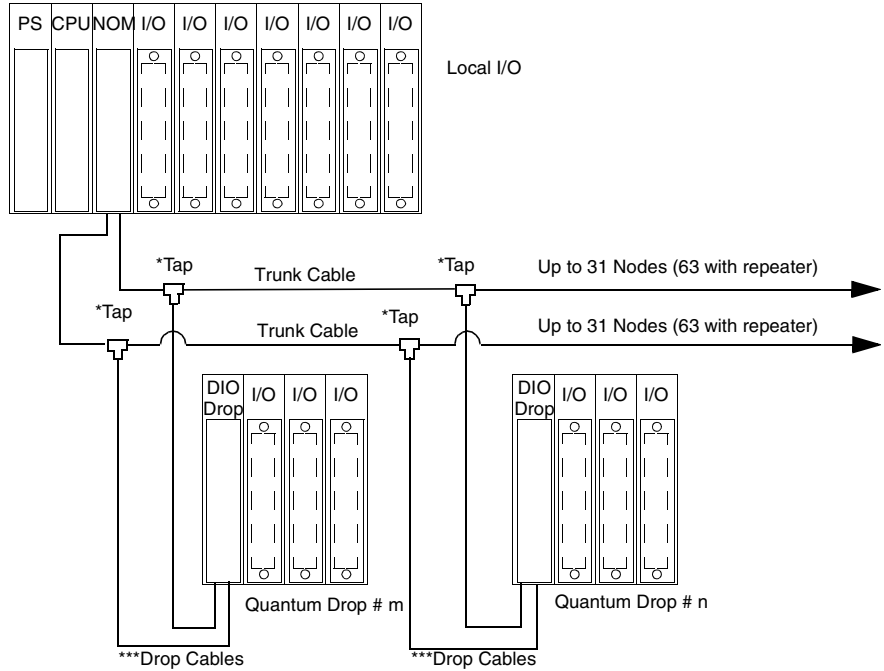 PS CPU NOM I/O I/O I/O I/O I/O I/O I/O
Local I/O
*Tap
Trunk Cable
*Tap
Up to 31 Nodes (63 with repeater)
*Tap
Trunk Cable
*Tap
Up to 31 Nodes (63 with repeater)
DIO
Drop
I/O I/O I/O
DIO
Drop
I/O I/O I/O
Quantum Drop # m
Quantum Drop # n
***Drop Cables
***Drop Cables